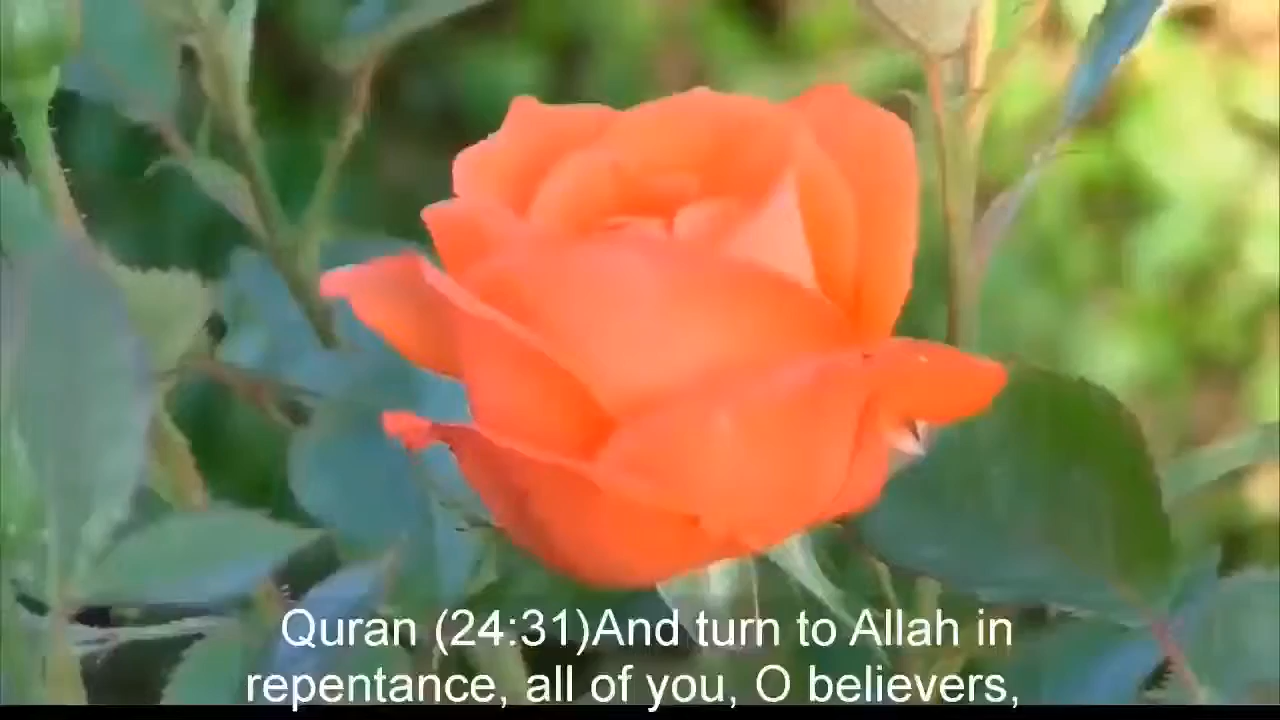 Quran (24:31)And turn to Allah in
repentance, all of you, O believers,